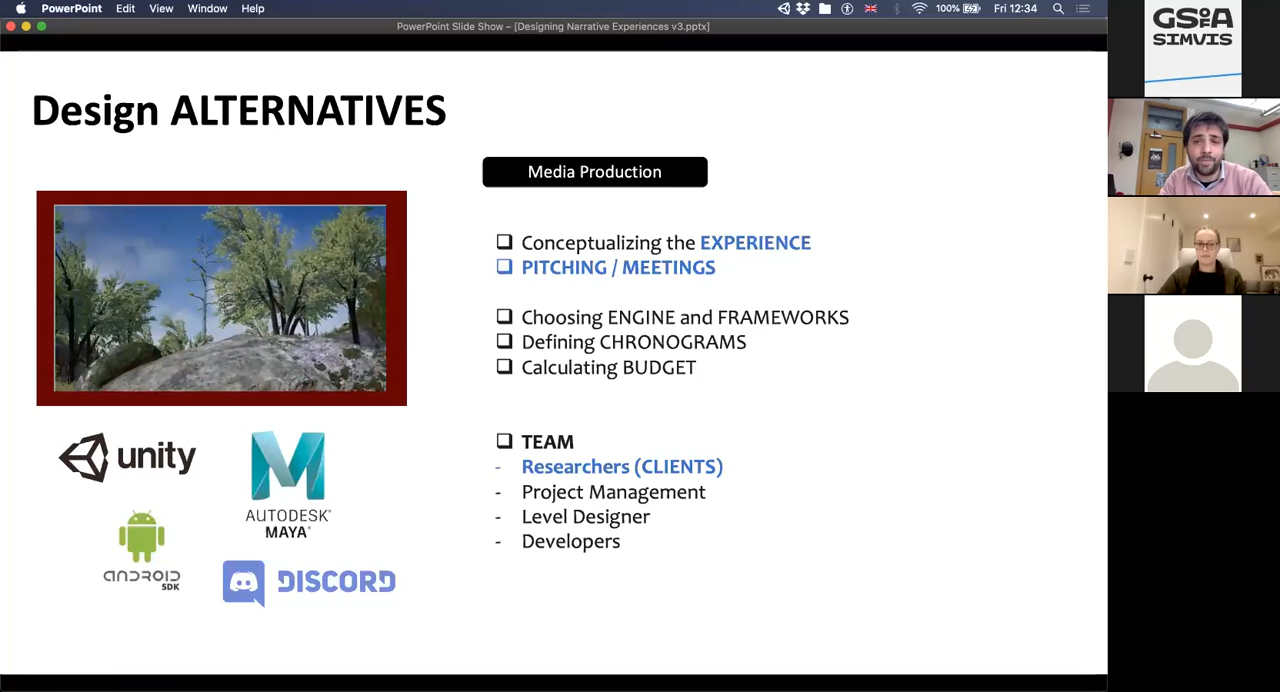 PowerPoint Edit View Window Help 100% Fri 12:34
PowerPoint Slide Show – [Designing Narrative Experiences v3.pptx]
GSOFA
SIMVIS
Design ALTERNATIVES
Media Production
Conceptualizing the EXPERIENCE
PITCHING / MEETINGS
Choosing ENGINE and FRAMEWORKS
Defining CHRONOGRAMS
Calculating BUDGET
TEAM
- Researchers (CLIENTS)
- Project Management
- Level Designer
- Developers
unity
AUTODESK®
MAYA®
ANDROID
SDK
DISCORD